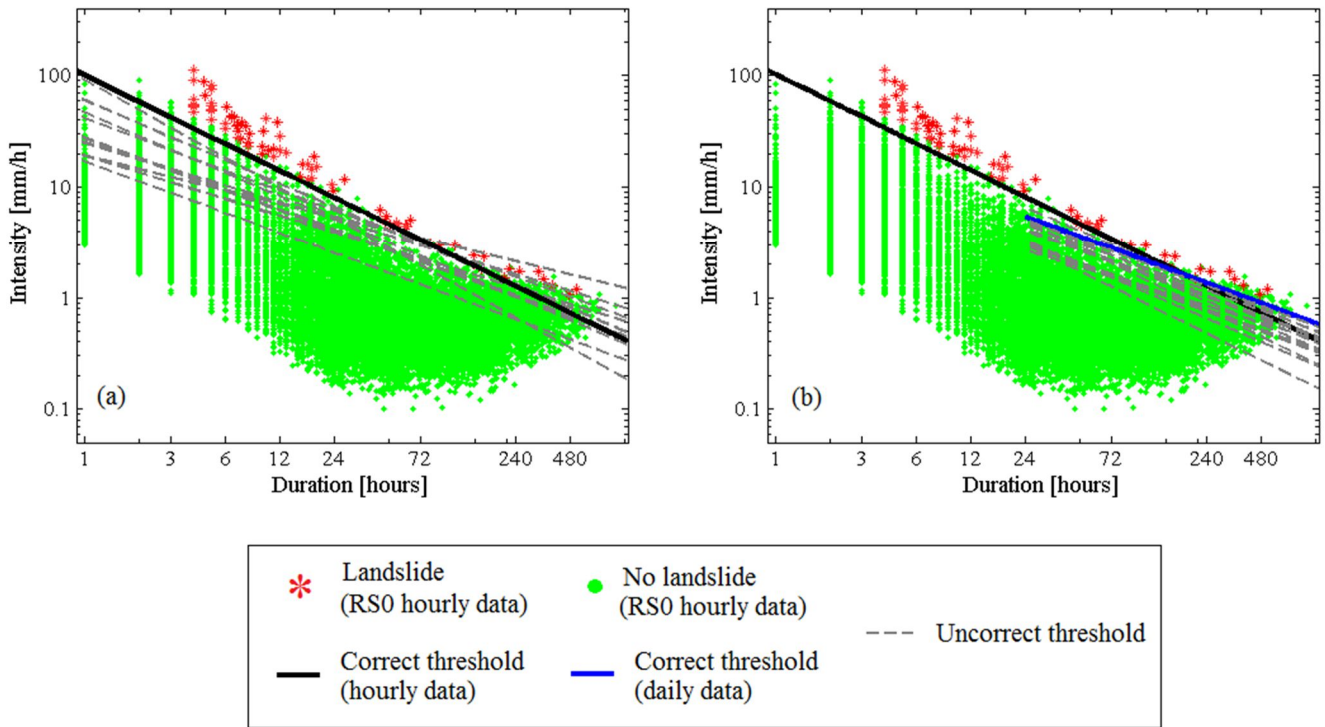 100
10
1
0.1
Intensity [mm/h]
(a)
1 3 6 12 24 72 240 480
Duration [hours]
100
10
1
0.1
Intensity [mm/h]
(b)
1 3 6 12 24 72 240 480
Duration [hours]
Landslide
(RS0 hourly data)
No landslide
(RS0 hourly data)
Uncorrect threshold
Correct threshold
(hourly data)
Correct threshold
(daily data)